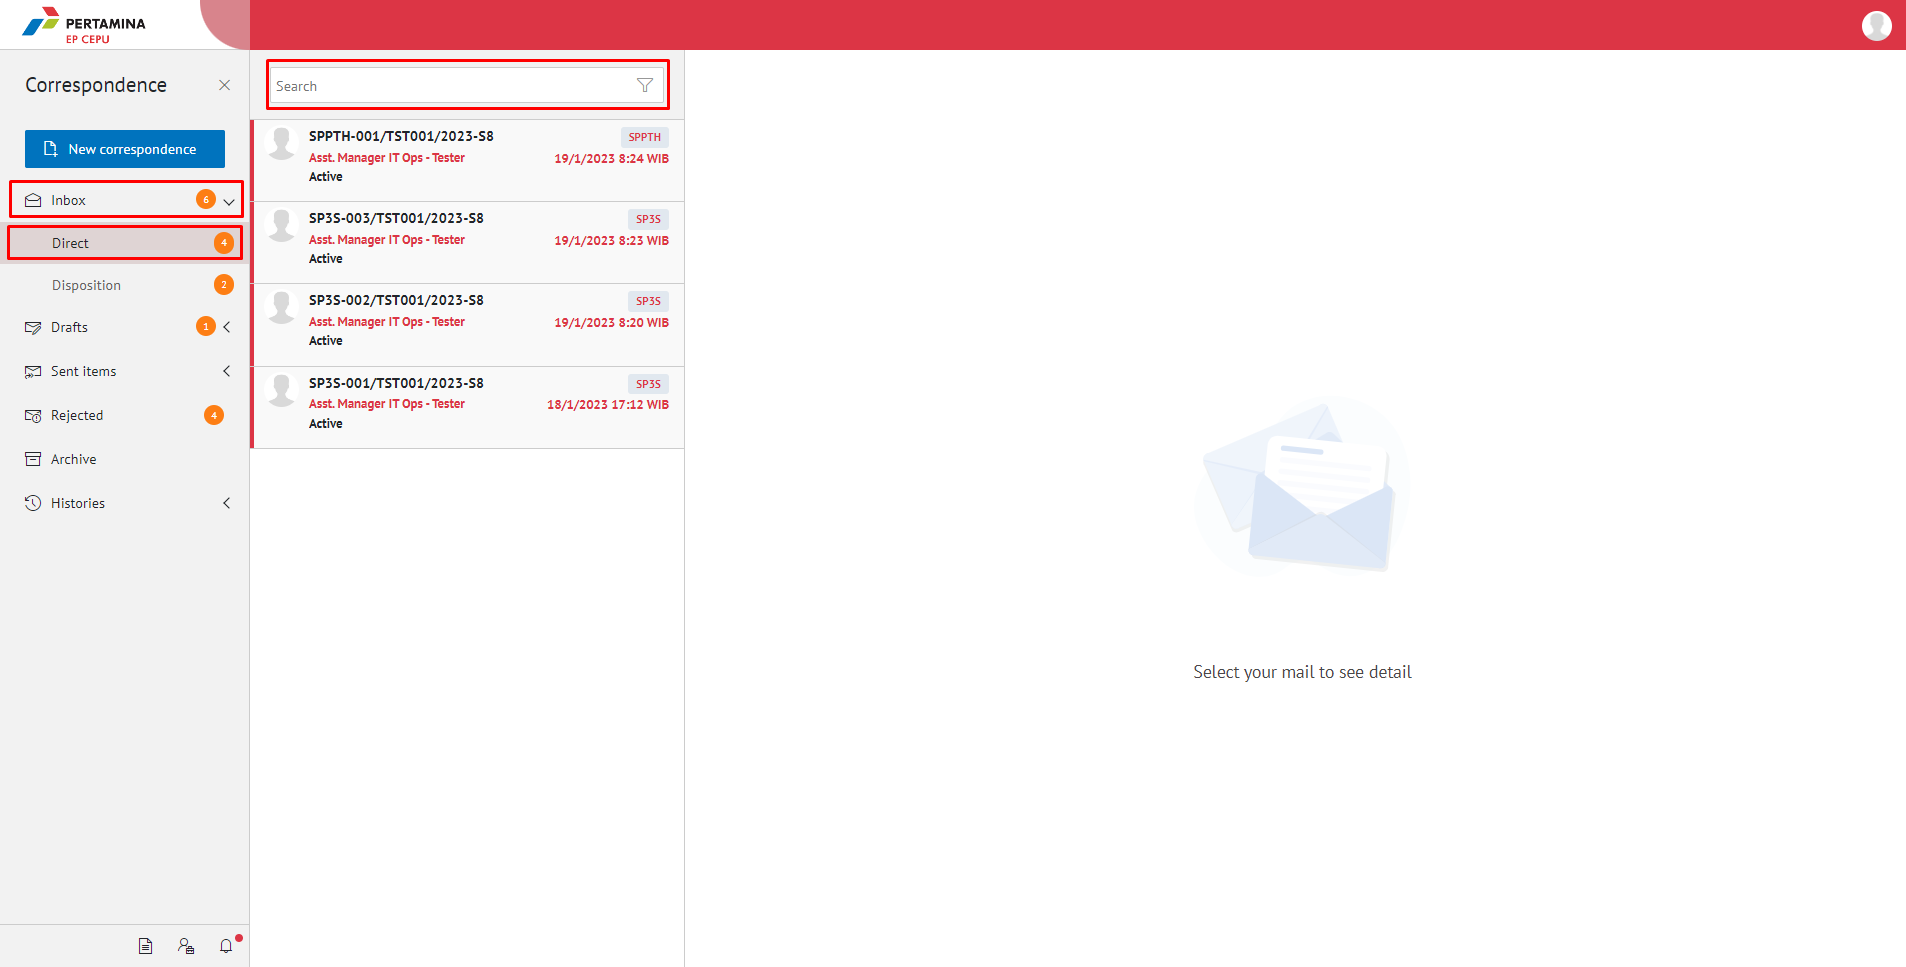 PERTAMINA
EP CEPU
Correspondence
New correspondence
Inbox 6
Direct 4
Disposition 2
Drafts 1
Sent items
Rejected 4
Archive
Histories
Search
SPPTH-001/TST001/2023-S8 SPPTH
Asst. Manager IT Ops - Tester 19/1/2023 8:24 WIB
Active
SP3S-003/TST001/2023-S8 SP3S
Asst. Manager IT Ops - Tester 19/1/2023 8:23 WIB
Active
SP3S-002/TST001/2023-S8 SP3S
Asst. Manager IT Ops - Tester 19/1/2023 8:20 WIB
Active
SP3S-001/TST001/2023-S8 SP3S
Asst. Manager IT Ops - Tester 18/1/2023 17:12 WIB
Active
Select your mail to see detail